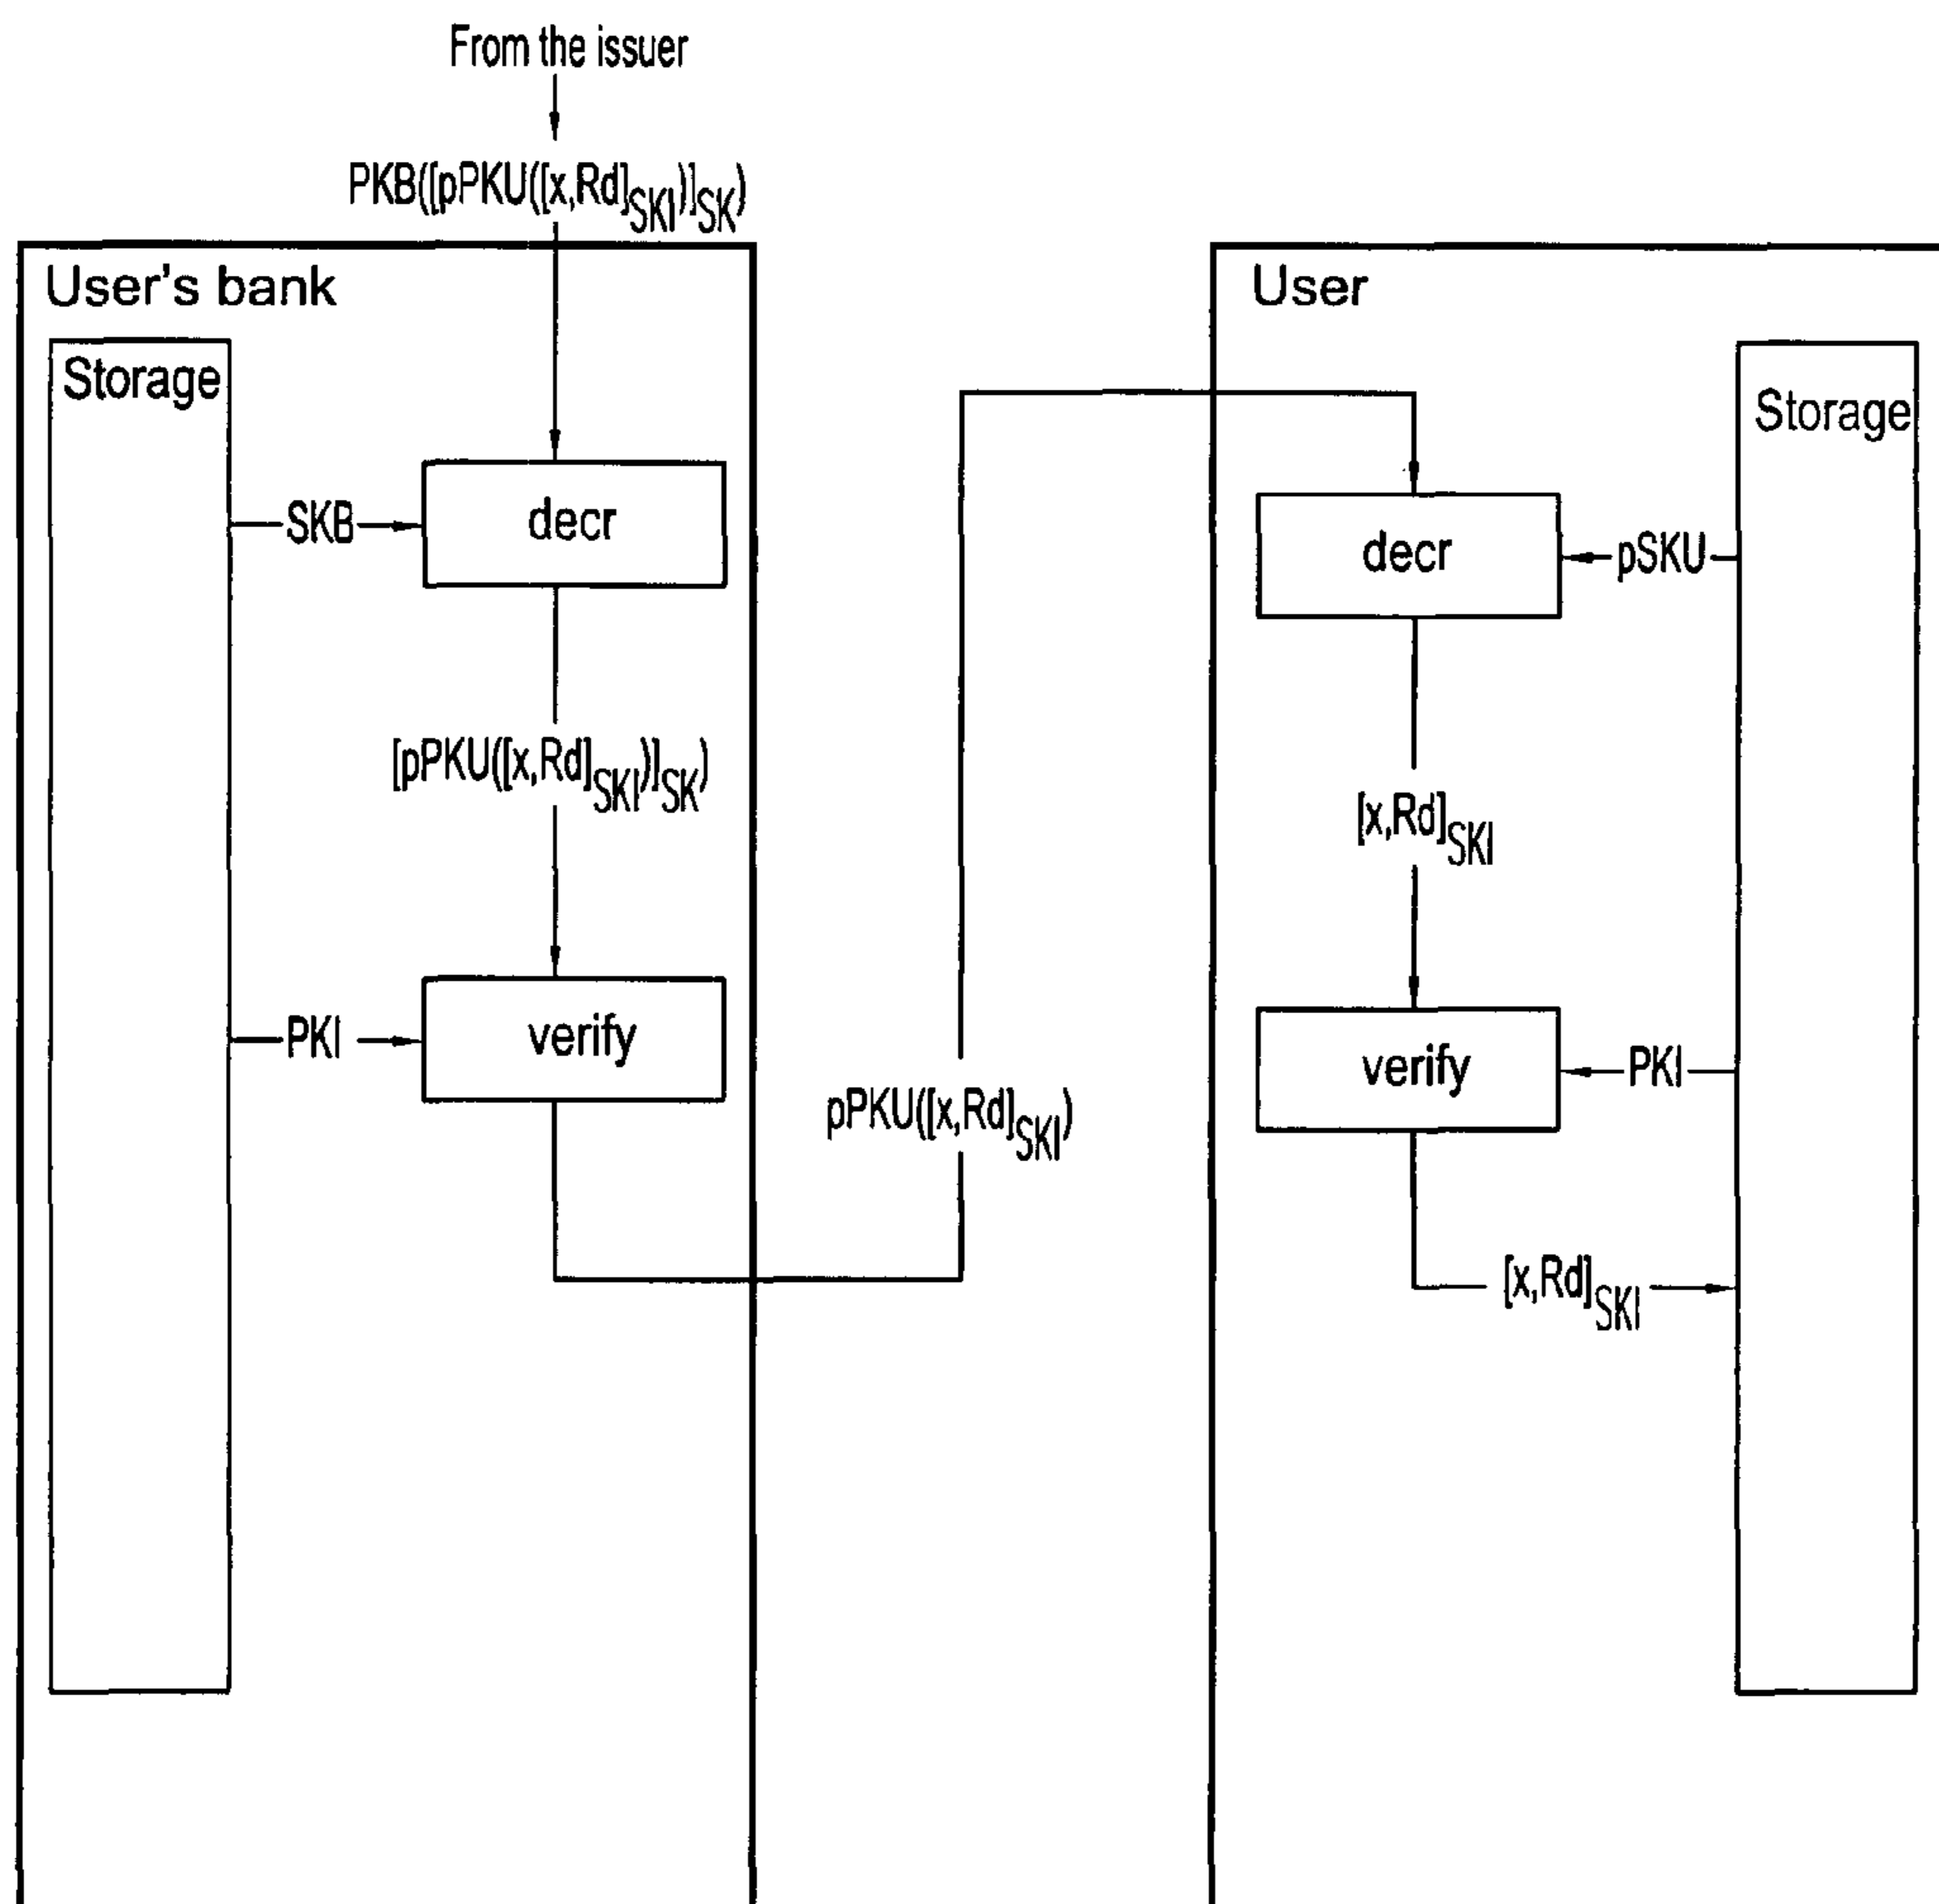 From the issuer
PKB([pPKU([x,Rd]SKI)]SK)
User's bank
Storage
SKB
decr
[pPKU([x,Rd]SKI)]SK)
PKI
verify
pPKU([x,Rd]SKI)
User
Storage
decr
pSKU
[x,Rd]SKI
verify
PKI
[x,Rd]SKI